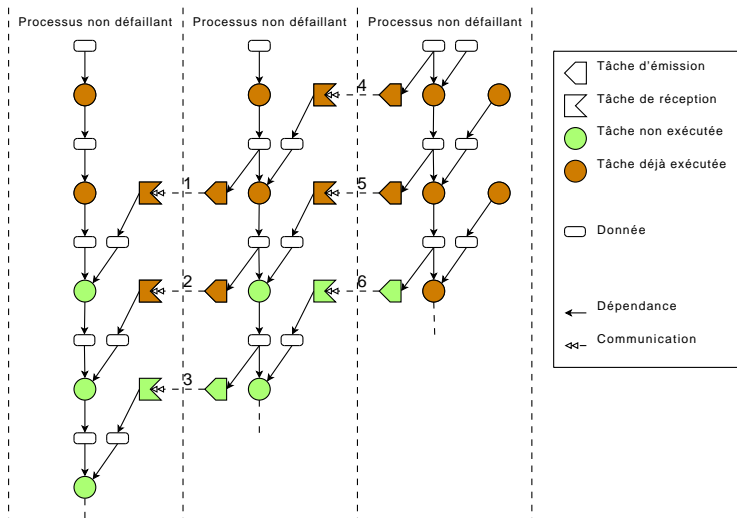 Processus non défaillant
Processus non défaillant
Processus non défaillant
4
1
5
2
6
3
Tâche d'émission
Tâche de réception
Tâche non exécutée
Tâche déjà exécutée
Donnée
Dépendance
Communication